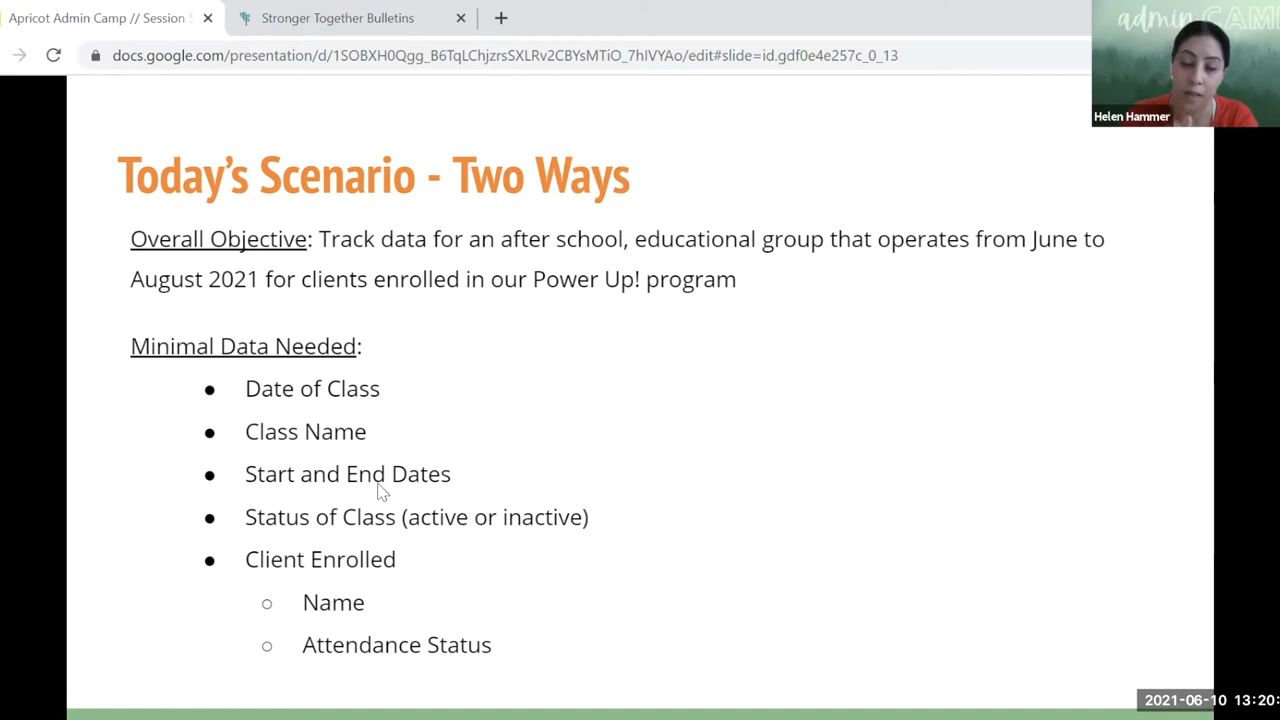 Apricot Admin Camp // Session
Stronger Together Bulletins
docs.google.com/presentation/d/1SOBXH0Qgg_B6TqLChjzrsSXLRv2CBYsMTiO_7hIVYAo/edit#slide=id.gdf0e4e257c_0_13
admin CAM
Helen Hammer
Today's Scenario - Two Ways
Overall Objective: Track data for an after school, educational group that operates from June to
August 2021 for clients enrolled in our Power Up! program
Minimal Data Needed:
● Date of Class
● Class Name
● Start and End Dates
● Status of Class (active or inactive)
● Client Enrolled
○ Name
○ Attendance Status
2021-06-10 13:20: